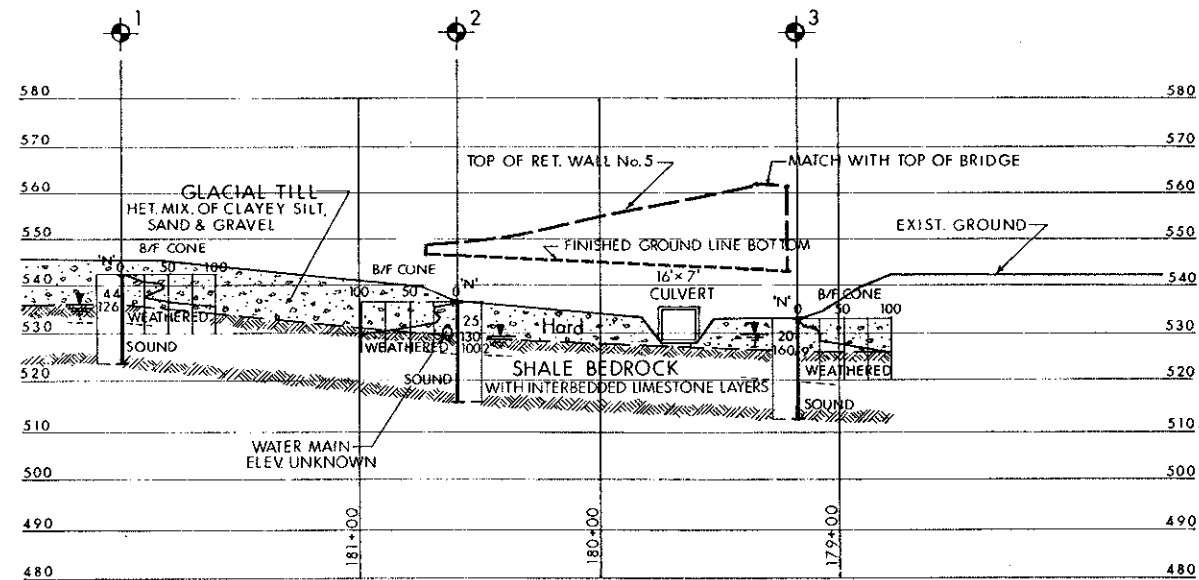 1
2
3
580
580
570
570
TOP OF RET. WALL No. 5
MATCH WITH TOP OF BRIDGE
560
560
GLACIAL TILL
HET. MIX. OF CLAYEY SILT,
SAND & GRAVEL
EXIST. GROUND
550
550
FINISHED GROUND LINE BOTTOM
B/F CONE
'N' 0 50 100
B/F CONE
100 50 0
'N'
16' × 7'
CULVERT
'N'
B/F CONE
0 50 100
540
540
44
126
WEATHERED
SOUND
530
530
25
130
100
WEATHERED
SOUND
Hard
20
160
WEATHERED
SOUND
SHALE BEDROCK
WITH INTERBEDDED LIMESTONE LAYERS
520
520
510
510
WATER MAIN
ELEV. UNKNOWN
500
500
490
490
181+00
180+00
179+00
480
480